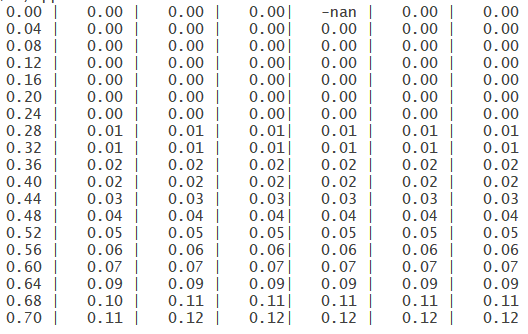 0.00 | 0.00 | 0.00 | 0.00| -nan | 0.00 | 0.00
0.04 | 0.00 | 0.00 | 0.00| 0.00 | 0.00 | 0.00
0.08 | 0.00 | 0.00 | 0.00| 0.00 | 0.00 | 0.00
0.12 | 0.00 | 0.00 | 0.00| 0.00 | 0.00 | 0.00
0.16 | 0.00 | 0.00 | 0.00| 0.00 | 0.00 | 0.00
0.20 | 0.00 | 0.00 | 0.00| 0.00 | 0.00 | 0.00
0.24 | 0.00 | 0.00 | 0.00| 0.00 | 0.00 | 0.00
0.28 | 0.01 | 0.01 | 0.01| 0.01 | 0.01 | 0.01
0.32 | 0.01 | 0.01 | 0.01| 0.01 | 0.01 | 0.01
0.36 | 0.02 | 0.02 | 0.02| 0.02 | 0.02 | 0.02
0.40 | 0.02 | 0.02 | 0.02| 0.02 | 0.02 | 0.02
0.44 | 0.03 | 0.03 | 0.03| 0.03 | 0.03 | 0.03
0.48 | 0.04 | 0.04 | 0.04| 0.04 | 0.04 | 0.04
0.52 | 0.05 | 0.05 | 0.05| 0.05 | 0.05 | 0.05
0.56 | 0.06 | 0.06 | 0.06| 0.06 | 0.06 | 0.06
0.60 | 0.07 | 0.07 | 0.07| 0.07 | 0.07 | 0.07
0.64 | 0.09 | 0.09 | 0.09| 0.09 | 0.09 | 0.09
0.68 | 0.10 | 0.11 | 0.11| 0.11 | 0.11 | 0.11
0.70 | 0.11 | 0.12 | 0.12| 0.12 | 0.12 | 0.12